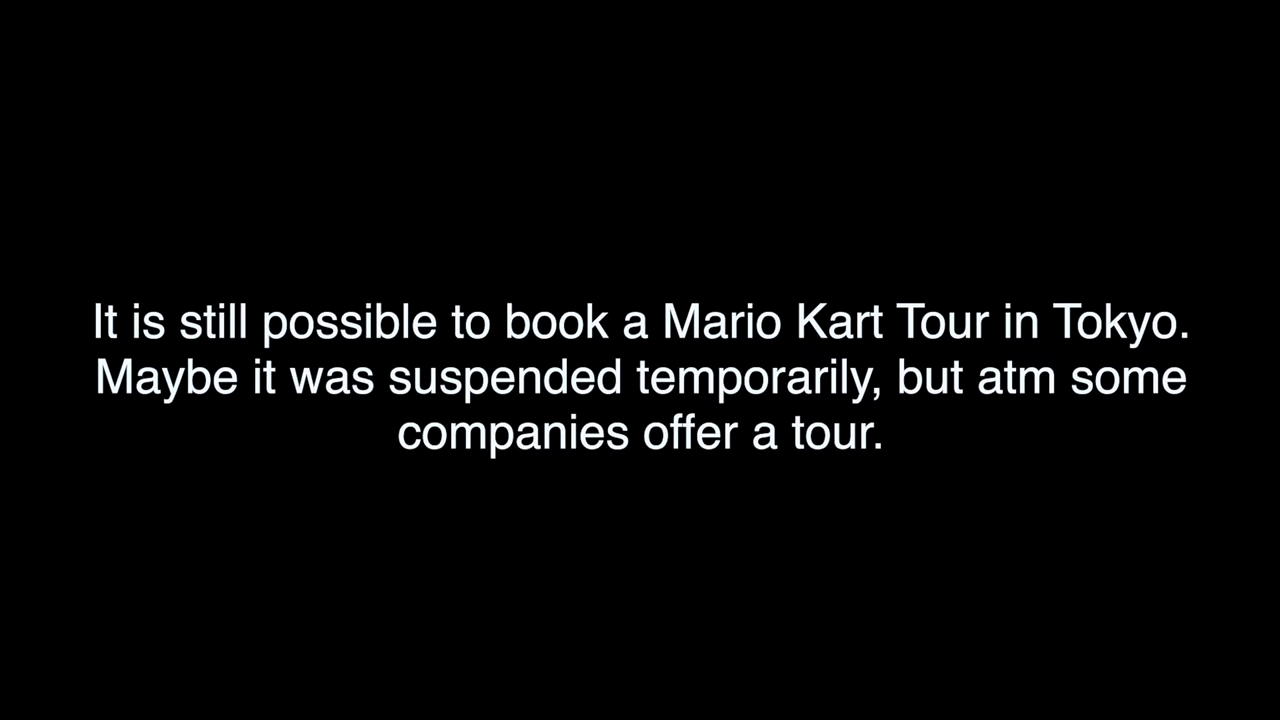 It is still possible to book a Mario Kart Tour in Tokyo.
Maybe it was suspended temporarily, but atm some
companies offer a tour.